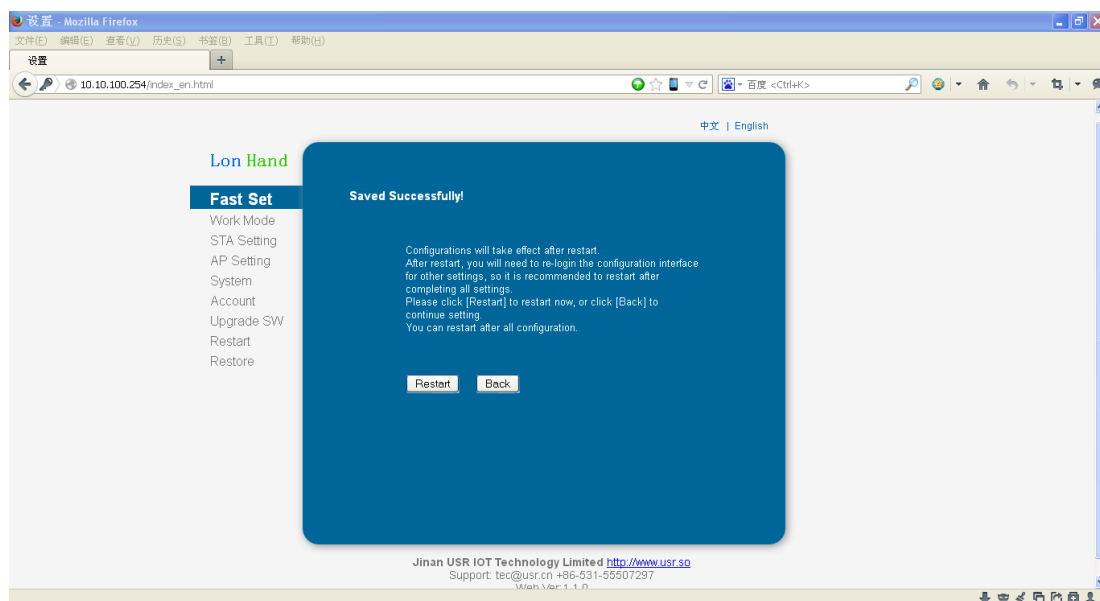 设置 - Mozilla Firefox
文件(F) 编辑(E) 查看(V) 历史(S) 书签(B) 工具(T) 帮助(H)
设置
10.10.100.254/index_en.html
百度 <Ctrl+K>
中文 | English
Lon Hand
Fast Set
Work Mode
STA Setting
AP Setting
System
Account
Upgrade SW
Restart
Restore
Saved Successfully!
Configurations will take effect after restart.
After restart, you will need to re-login the configuration interface
for other settings, so it is recommended to restart after
completing all settings.
Please click [Restart] to restart now, or click [Back] to
continue setting.
You can restart after all configuration.
Restart Back
Jinan USR IOT Technology Limited http://www.usr.so
Support: tec@usr.cn +86-531-55507297
Web Ver:1.1.0